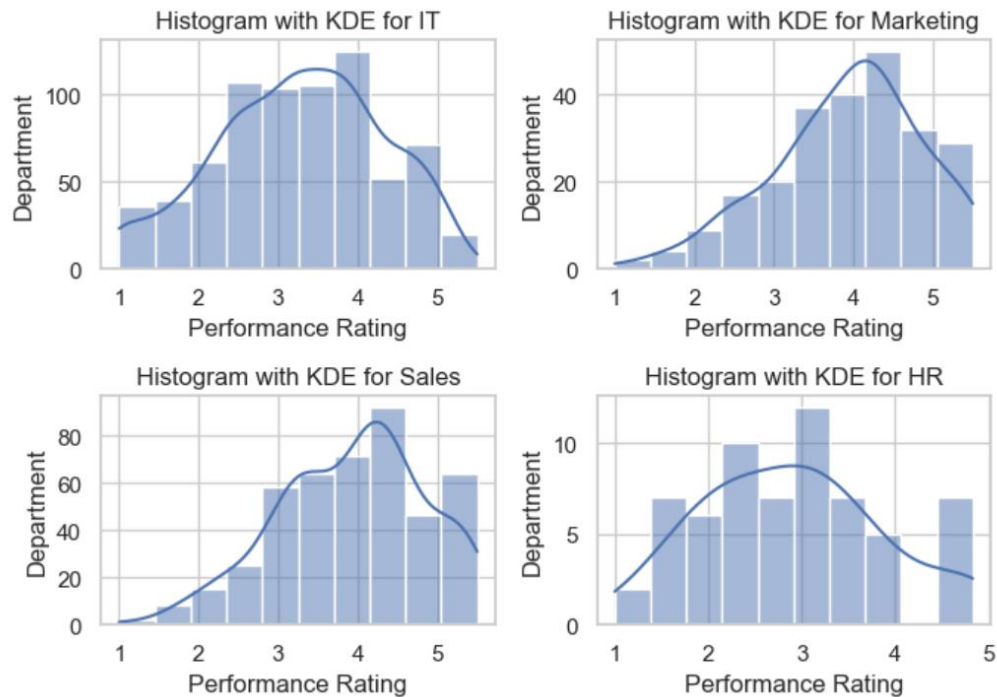 Histogram with KDE for IT
Department
100
50
0
1 2 3 4 5
Performance Rating
Histogram with KDE for Marketing
Department
40
20
0
1 2 3 4 5
Performance Rating
Histogram with KDE for Sales
Department
80
60
40
20
0
1 2 3 4 5
Performance Rating
Histogram with KDE for HR
Department
10
5
0
1 2 3 4 5
Performance Rating